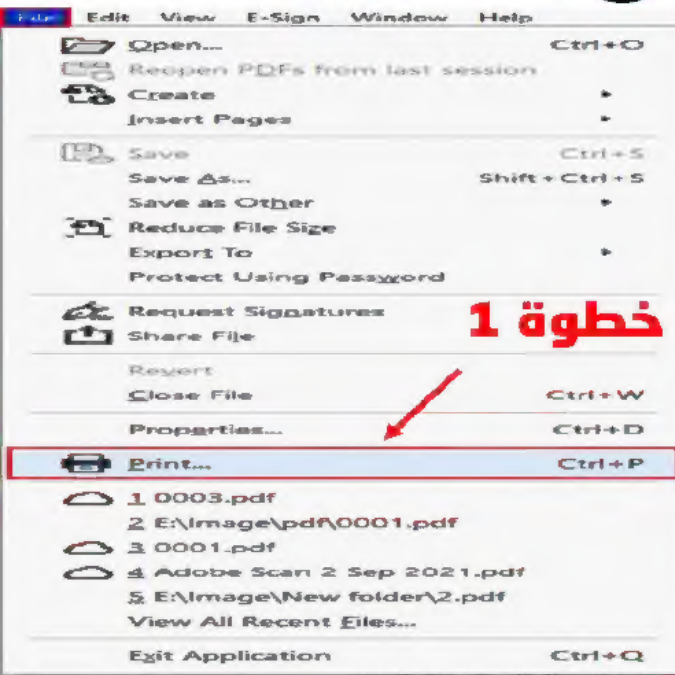 File Edit View E-Sign Window Help
Open... Ctrl+O
Reopen PDFs from last session
Create
Insert Pages
Save Ctrl+S
Save As... Shift+Ctrl+S
Save as Other
Reduce File Size
Export To
Protect Using Password
Request Signatures
خطوة 1
Share File
Revert
Close File Ctrl+W
Properties... Ctrl+D
Print... Ctrl+P
1 0003.pdf
2 E:\Image\pdf\0001.pdf
3 0001.pdf
4 Adobe Scan 2 Sep 2021.pdf
5 E:\Image\New folder\2.pdf
View All Recent Files...
Exit Application Ctrl+Q